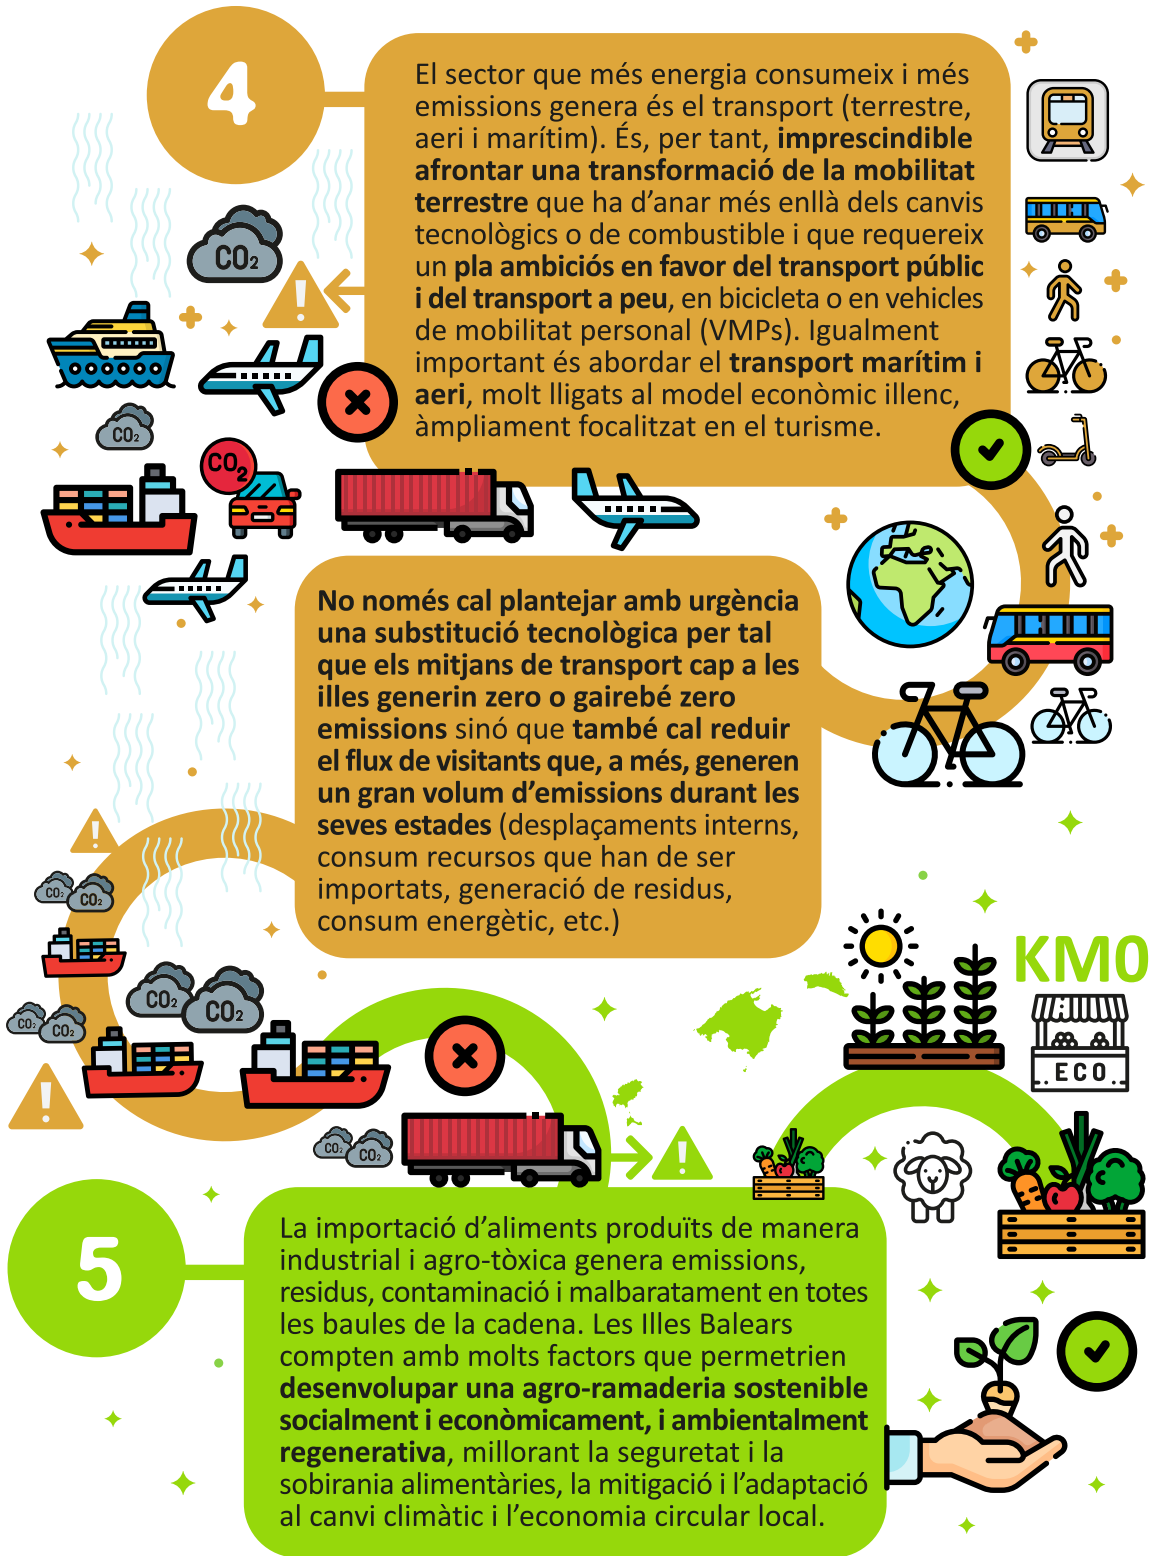 4
El sector que més energia consumeix i més
emissions genera és el transport (terrestre,
aeri i marítim). És, per tant, imprescindible
afrontar una transformació de la mobilitat
terrestre que ha d’anar més enllà dels canvis
tecnològics o de combustible i que requereix
un pla ambiciós en favor del transport públic
i del transport a peu, en bicicleta o en vehicles
de mobilitat personal (VMPs). Igualment
important és abordar el transport marítim i
aeri, molt lligats al model econòmic illenc,
àmpliament focalitzat en el turisme.
CO₂
CO₂
CO₂
No només cal plantejar amb urgència
una substitució tecnològica per tal
que els mitjans de transport cap a les
illes generin zero o gairebé zero
emissions sinó que també cal reduir
el flux de visitants que, a més, generen
un gran volum d’emissions durant les
seves estades (desplaçaments interns,
consum recursos que han de ser
importats, generació de residus,
consum energètic, etc.)
CO₂
CO₂
CO₂
CO₂
CO₂
CO₂
KM0
ECO
CO₂
CO₂
5
La importació d’aliments produïts de manera
industrial i agro-tòxica genera emissions,
residus, contaminació i malbaratament en totes
les baules de la cadena. Les Illes Balears
compten amb molts factors que permetrien
desenvolupar una agro-ramaderia sostenible
socialment i econòmicament, i ambientalment
regenerativa, millorant la seguretat i la
sobirania alimentàries, la mitigació i l’adaptació
al canvi climàtic i l’economia circular local.